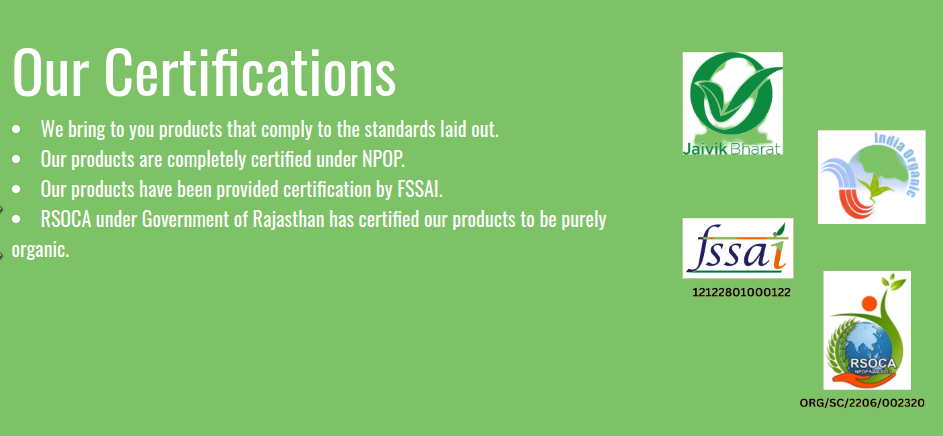 Our Certifications
• We bring to you products that comply to the standards laid out.
• Our products are completely certified under NPOP.
• Our products have been provided certification by FSSAI.
• RSOCA under Government of Rajasthan has certified our products to be purely
organic.
Jaivik Bharat
India Organic
fssai
12122801000122
RSOCA
ORG/SC/2206/002320